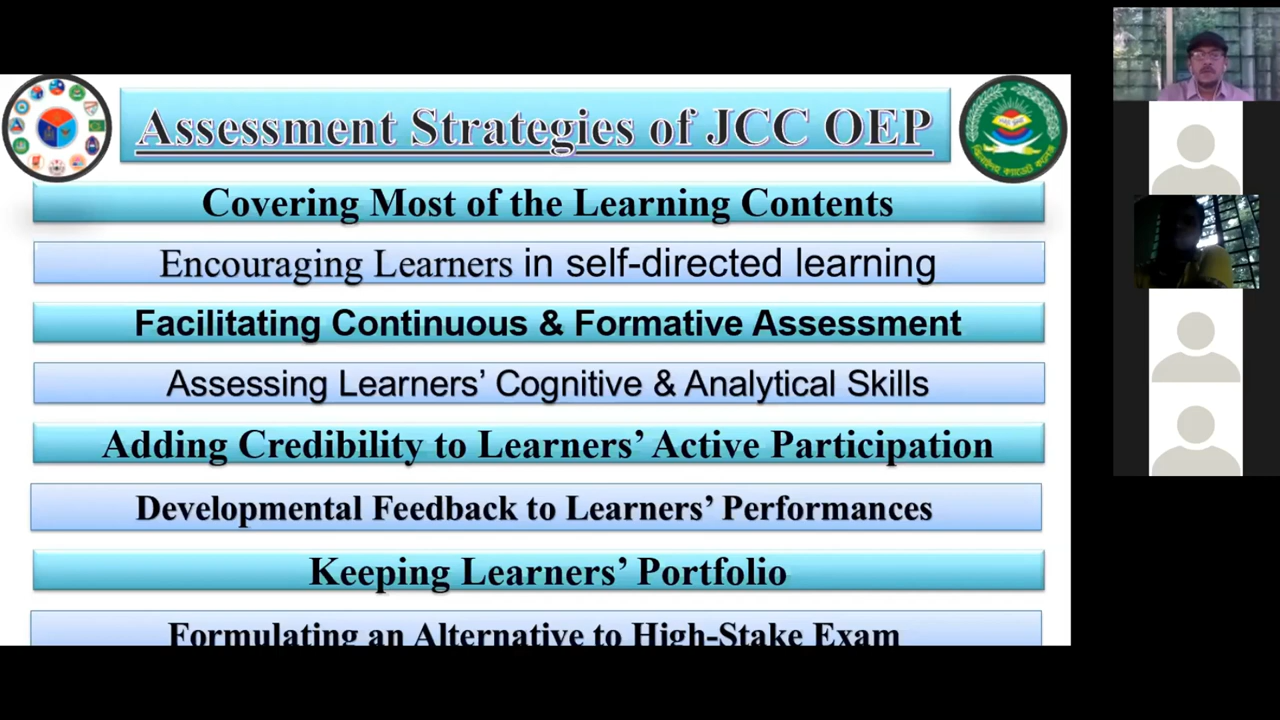 Assessment Strategies of JCC OEP
Covering Most of the Learning Contents
Encouraging Learners in self-directed learning
Facilitating Continuous & Formative Assessment
Assessing Learners’ Cognitive & Analytical Skills
Adding Credibility to Learners’ Active Participation
Developmental Feedback to Learners’ Performances
Keeping Learners’ Portfolio
Formulating an Alternative to High-Stake Exam